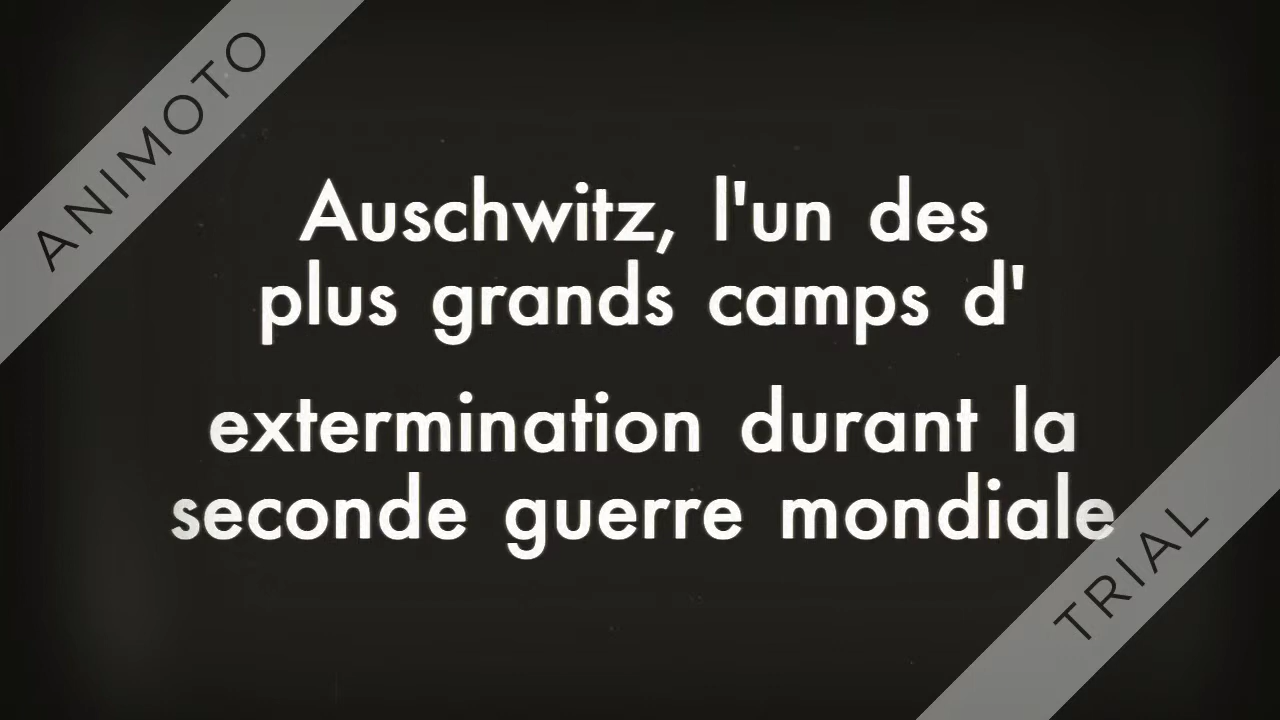 ANIMOTO
Auschwitz, l'un des
plus grands camps d'
extermination durant la
seconde guerre mondiale
TRIAL